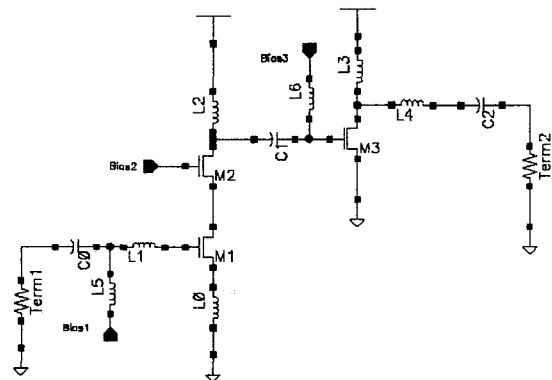 Bias3
L3
L6
L2
L4
C2
C1
M3
Bias2
M2
Term2
M1
C0
L1
L5
L0
Term1
Bias1